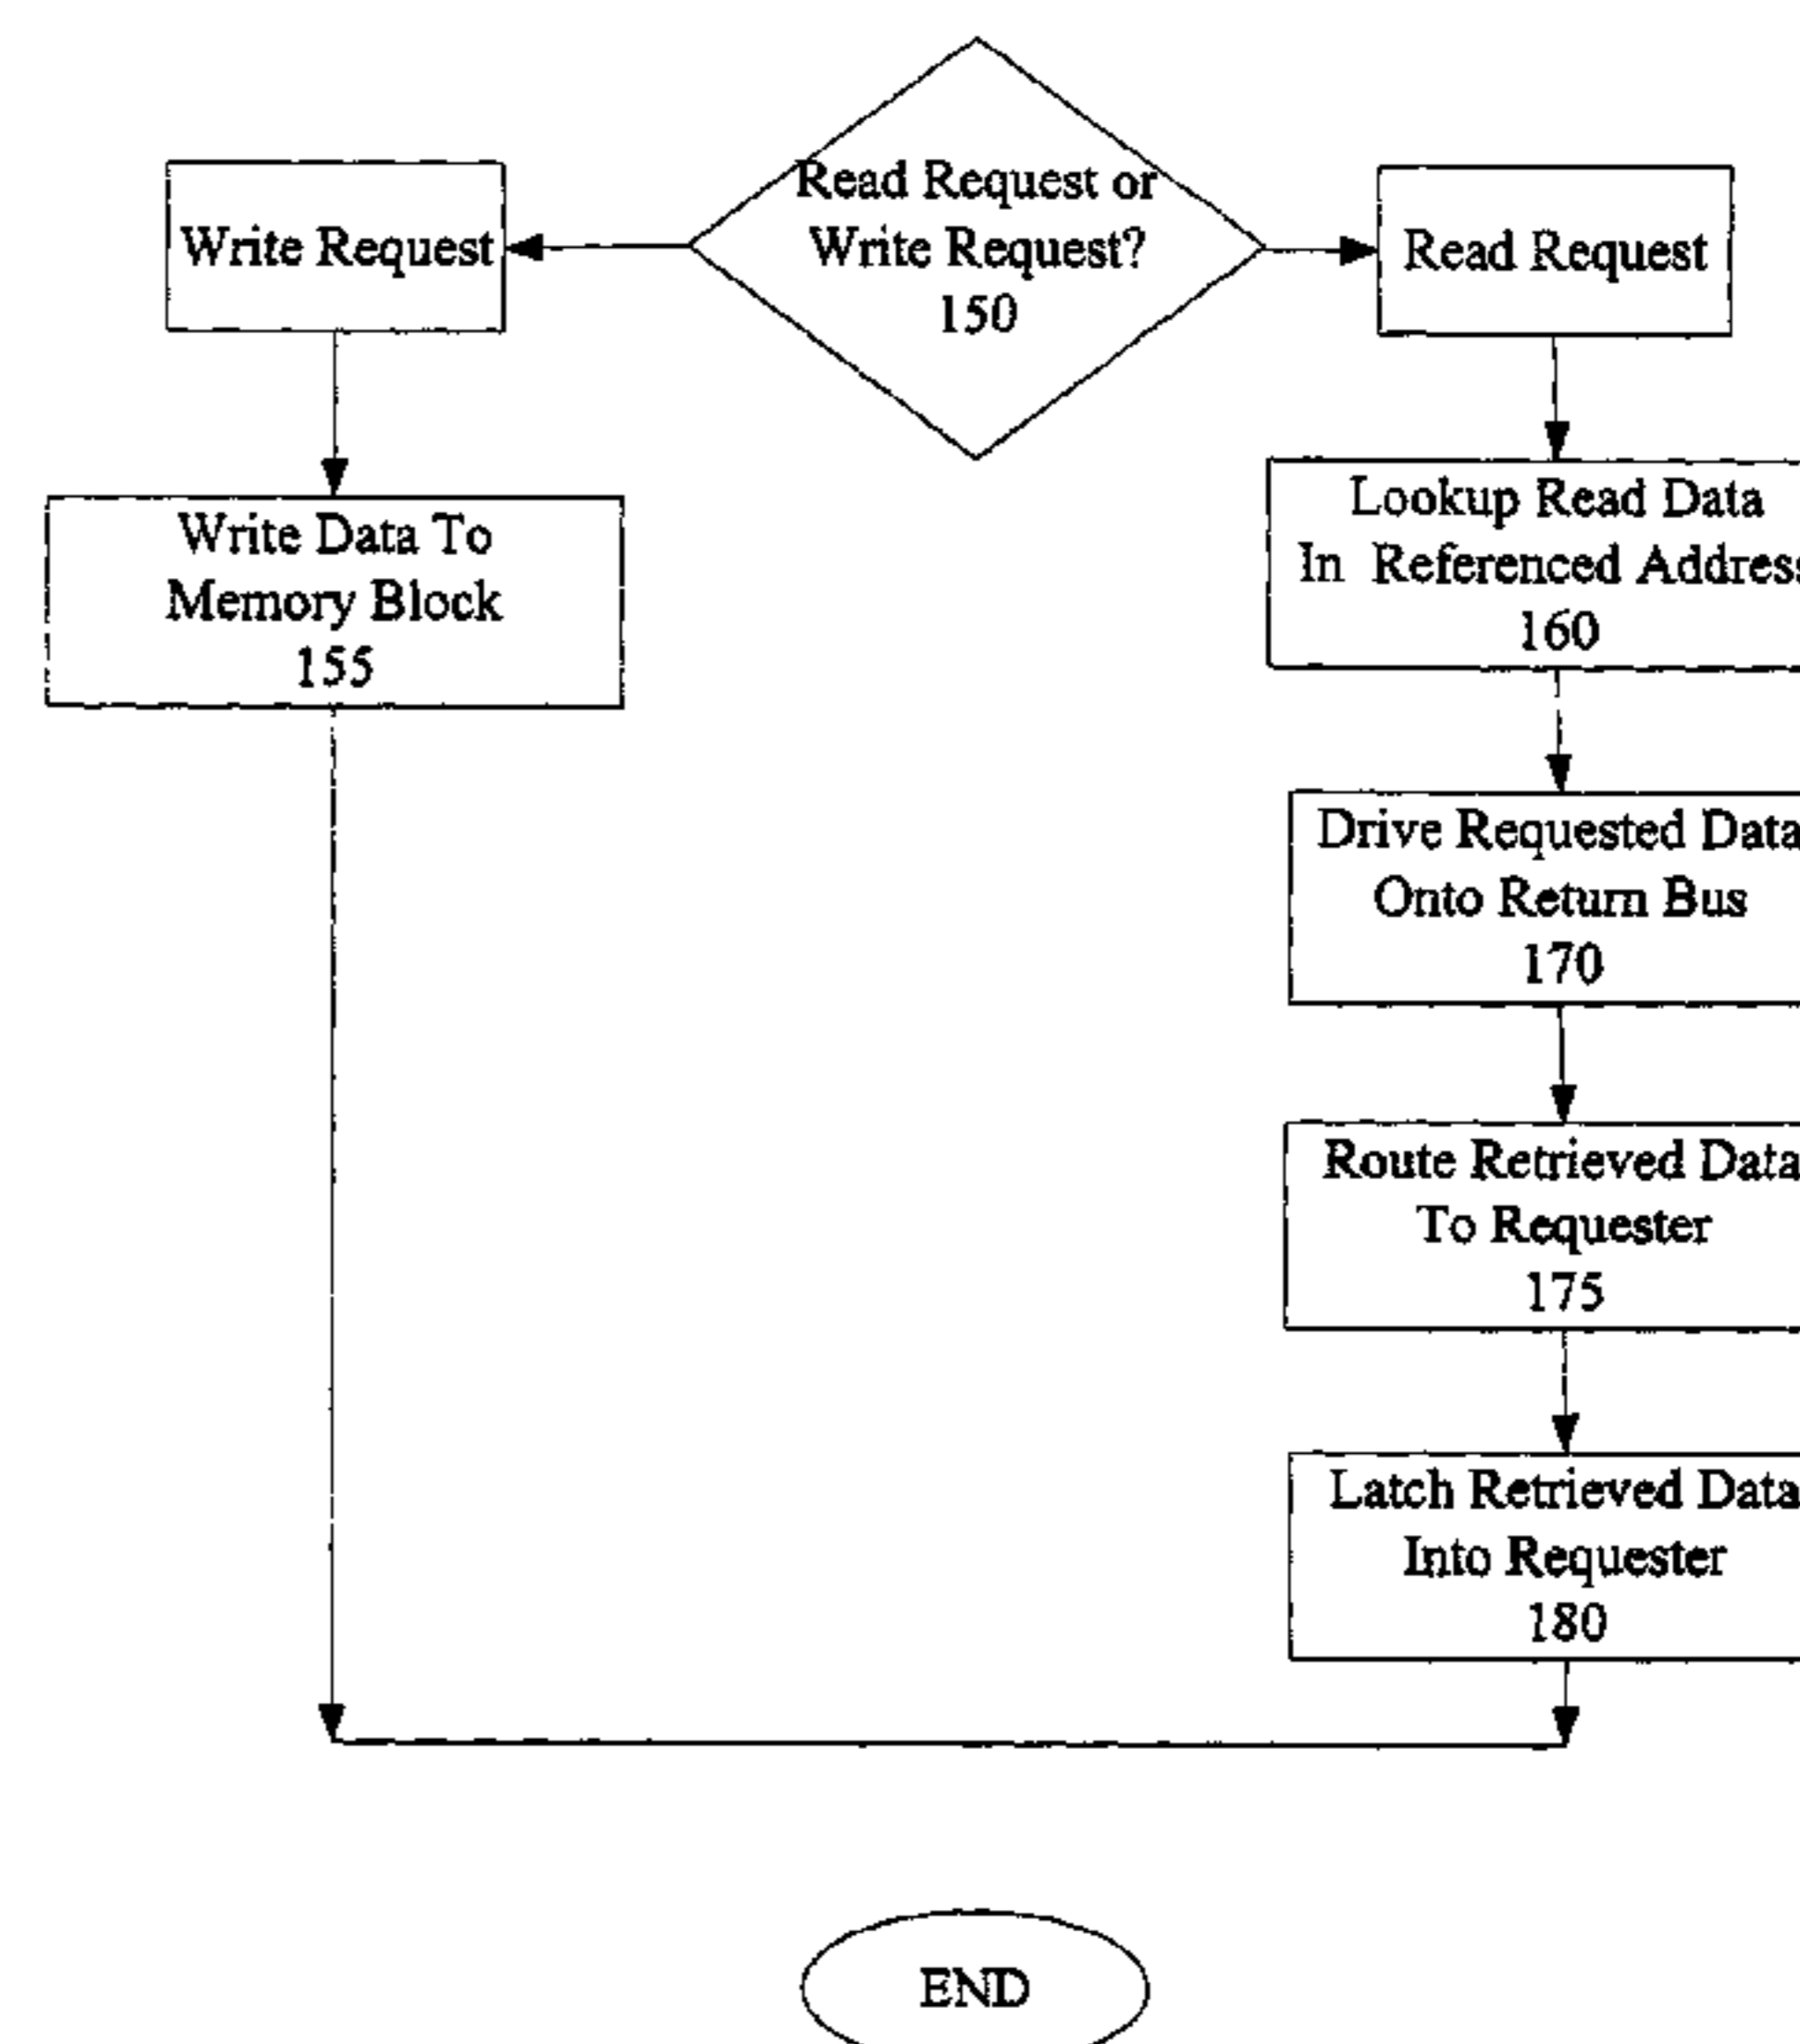 Read Request or
Write Request?
150
Write Request
Read Request
Write Data To
Memory Block
155
Lookup Read Data
In Referenced Address
160
Drive Requested Data
Onto Return Bus
170
Route Retrieved Data
To Requester
175
Latch Retrieved Data
Into Requester
180
END